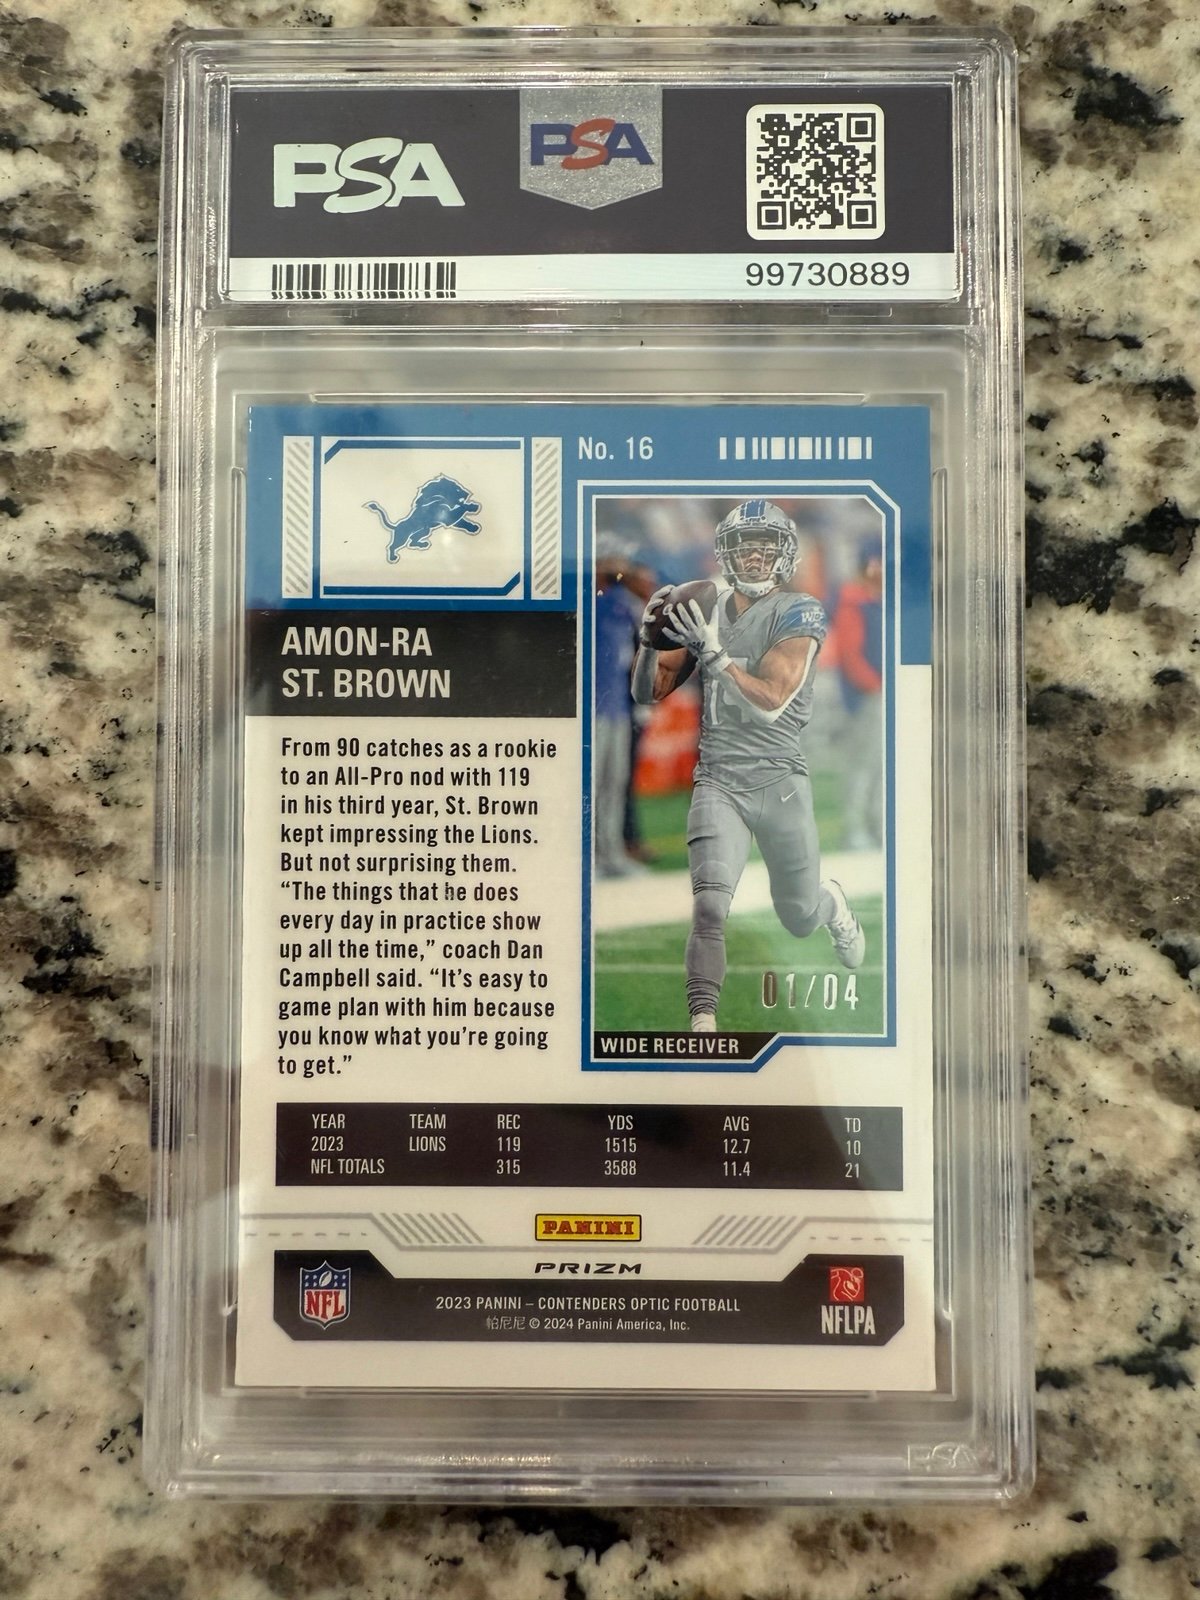 PSA
PSA
99730889
No. 16
AMON-RA
ST. BROWN
From 90 catches as a rookie
to an All-Pro nod with 119
in his third year, St. Brown
kept impressing the Lions.
But not surprising them.
“The things that he does
every day in practice show
up all the time,” coach Dan
Campbell said. “It’s easy to
game plan with him because
you know what you’re going
to get.”
14
01/04
WIDE RECEIVER
YEAR TEAM REC YDS AVG TD
2023 LIONS 119 1515 12.7 10
NFL TOTALS 315 3588 11.4 21
PANINI
PRIZM
NFL
2023 PANINI – CONTENDERS OPTIC FOOTBALL
帕尼尼 © 2024 Panini America, Inc.
NFLPA
PSA